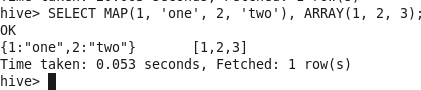 hive> SELECT MAP(1, 'one', 2, 'two'), ARRAY(1, 2, 3);
OK
{1:"one",2:"two"}	[1,2,3]
Time taken: 0.053 seconds, Fetched: 1 row(s)
hive>